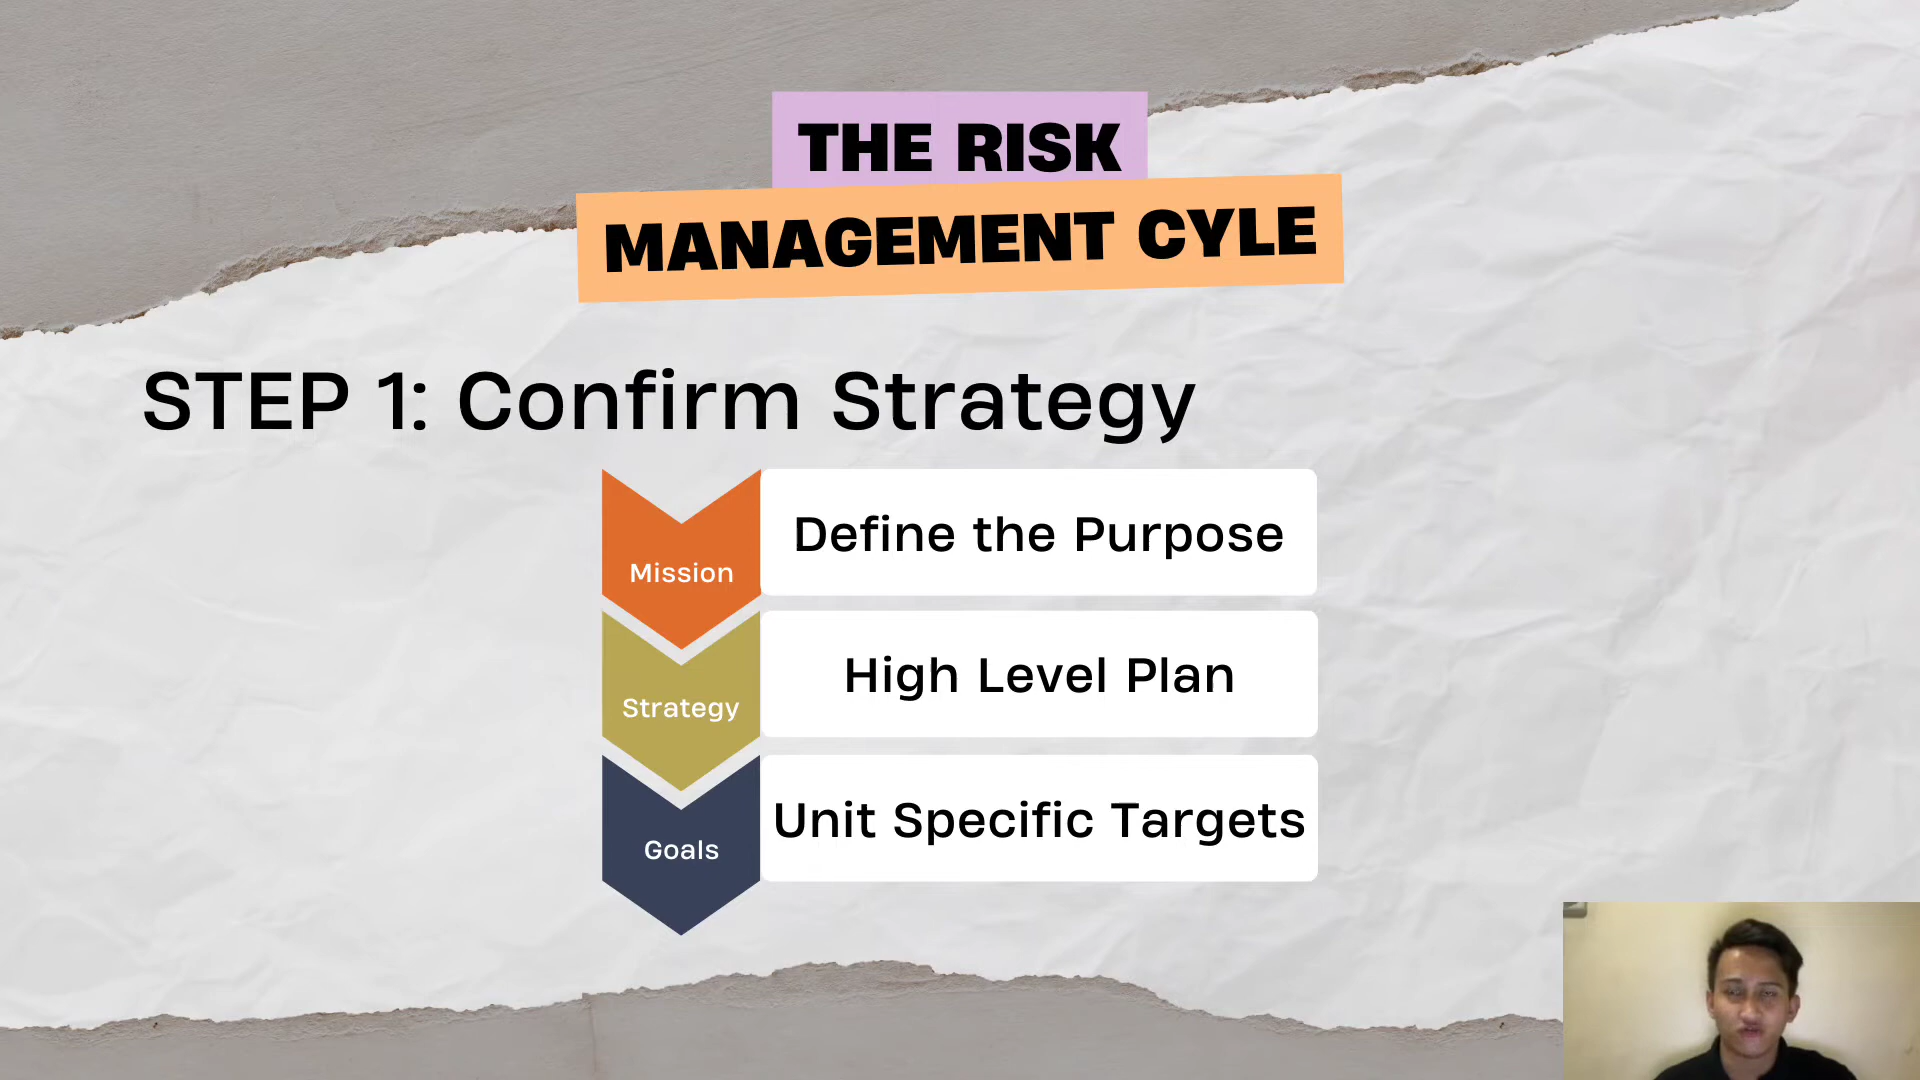 THE RISK
MANAGEMENT CYLE
STEP 1: Confirm Strategy
Mission
Define the Purpose
Strategy
High Level Plan
Goals
Unit Specific Targets